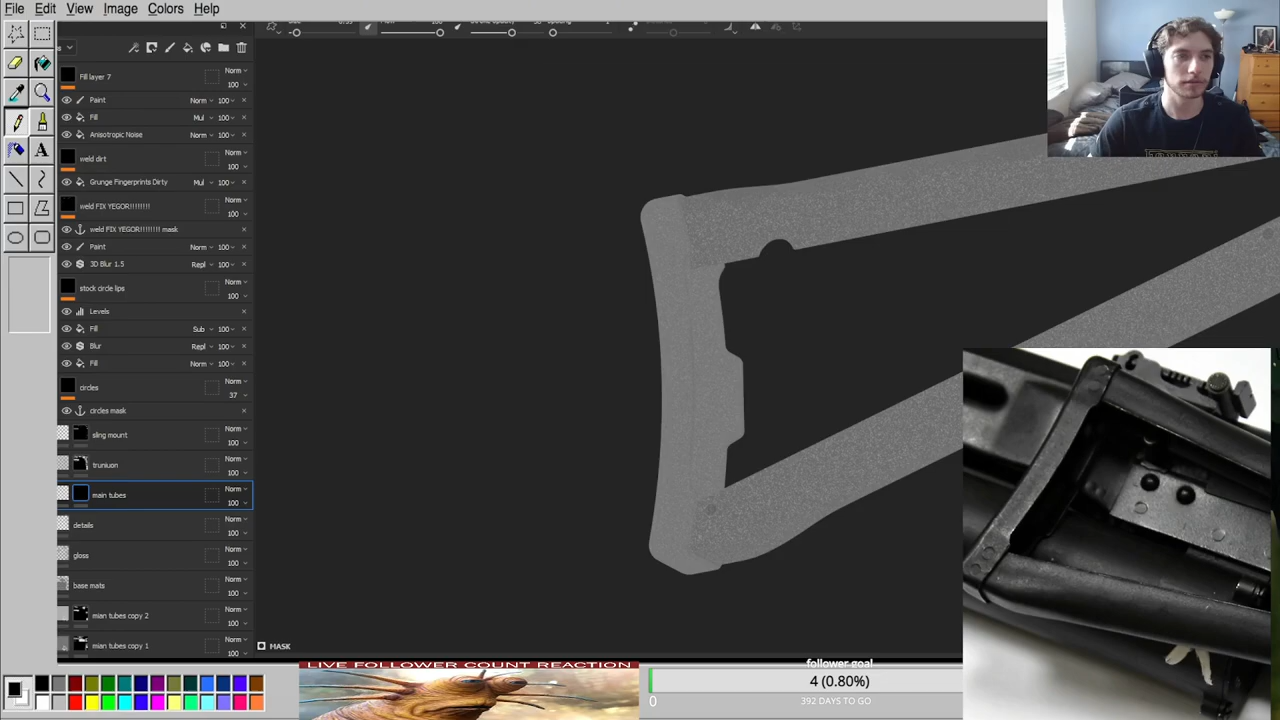 File Edit View Image Colors Help
Fill layer 7 Norm 100
Paint Norm 100
Fill Mul 100
Anisotropic Noise Norm 100
weld dirt Norm 100
Grunge Fingerprints Dirty Mul 100
weld FIX YEGOR!!!!!!!! Norm 100
weld FIX YEGOR!!!!!!!! mask
Paint Norm 100
3D Blur 1.5 Repl 100
stock circle lips Norm 100
Levels
Fill Sub 100
Blur Repl 100
Fill Norm 100
circles Norm 37
circles mask
sling mount Norm 100
truniuon Norm 100
main tubes Norm 100
details Norm 100
gloss Norm 100
base mats Norm 100
mian tubes copy 2 Norm 100
mian tubes copy 1 Norm 100
MASK
LIVE FOLLOWER COUNT REACTION
follower goal
4 (0.80%)
0
392 DAYS TO GO